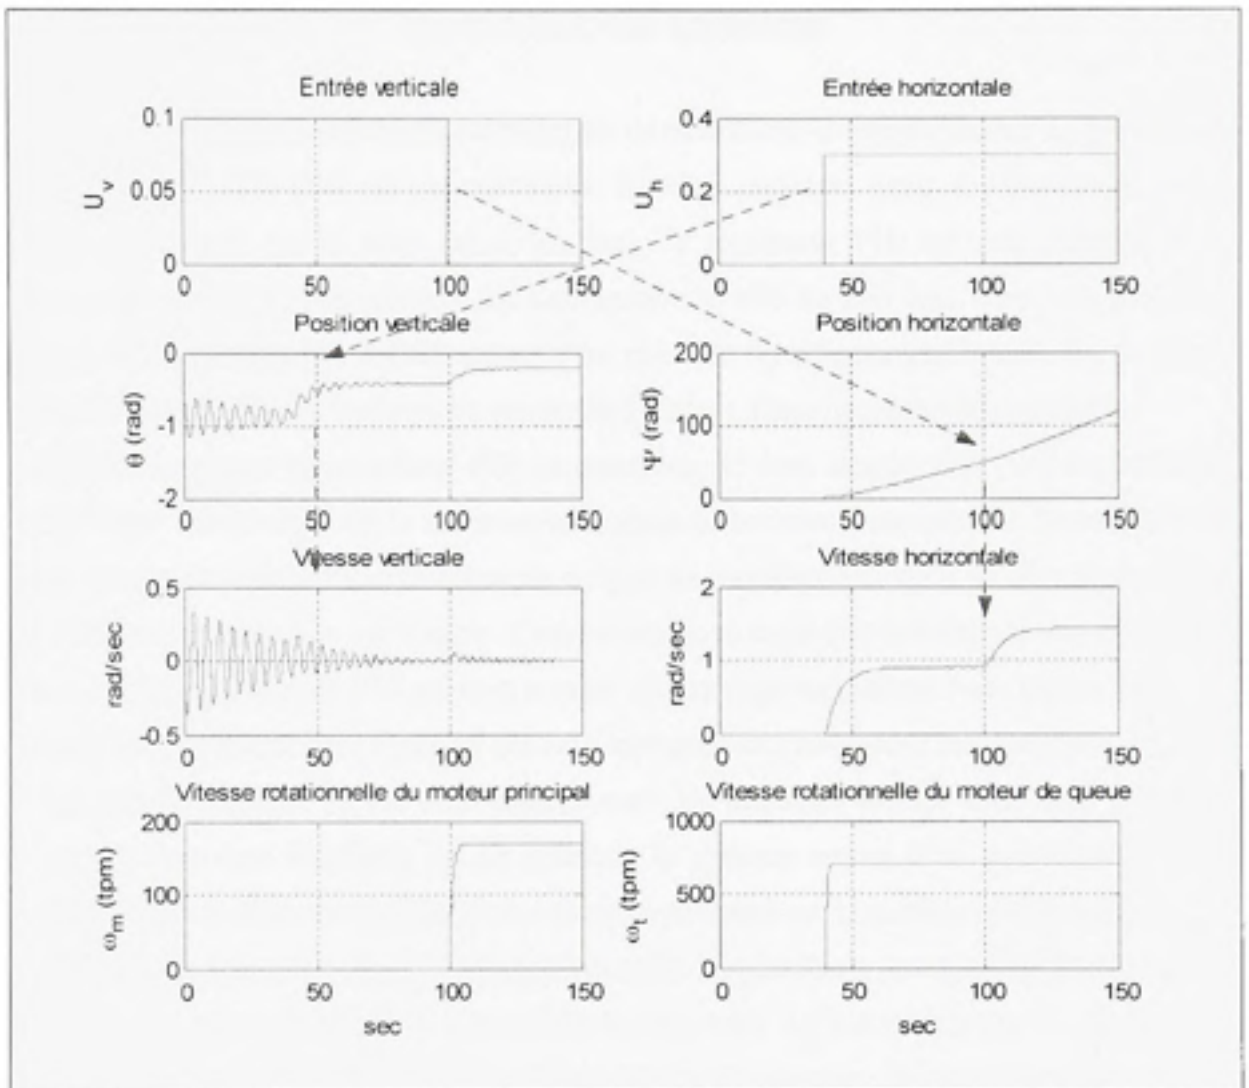 Entrée verticale
0.1
0.05
0
U_v
0 50 100 150
Entrée horizontale
0.4
0.2
0
U_h
0 50 100 150
Position verticale
0
-1
-2
Θ (rad)
0 50 100 150
Position horizontale
200
100
0
Ψ (rad)
0 50 100 150
Vitesse verticale
0.5
0
-0.5
rad/sec
0 50 100 150
Vitesse horizontale
2
1
0
rad/sec
0 50 100 150
Vitesse rotationnelle du moteur principal
200
100
0
ω_m (tpm)
0 50 100 150
sec
Vitesse rotationnelle du moteur de queue
1000
500
0
ω_t (tpm)
0 50 100 150
sec